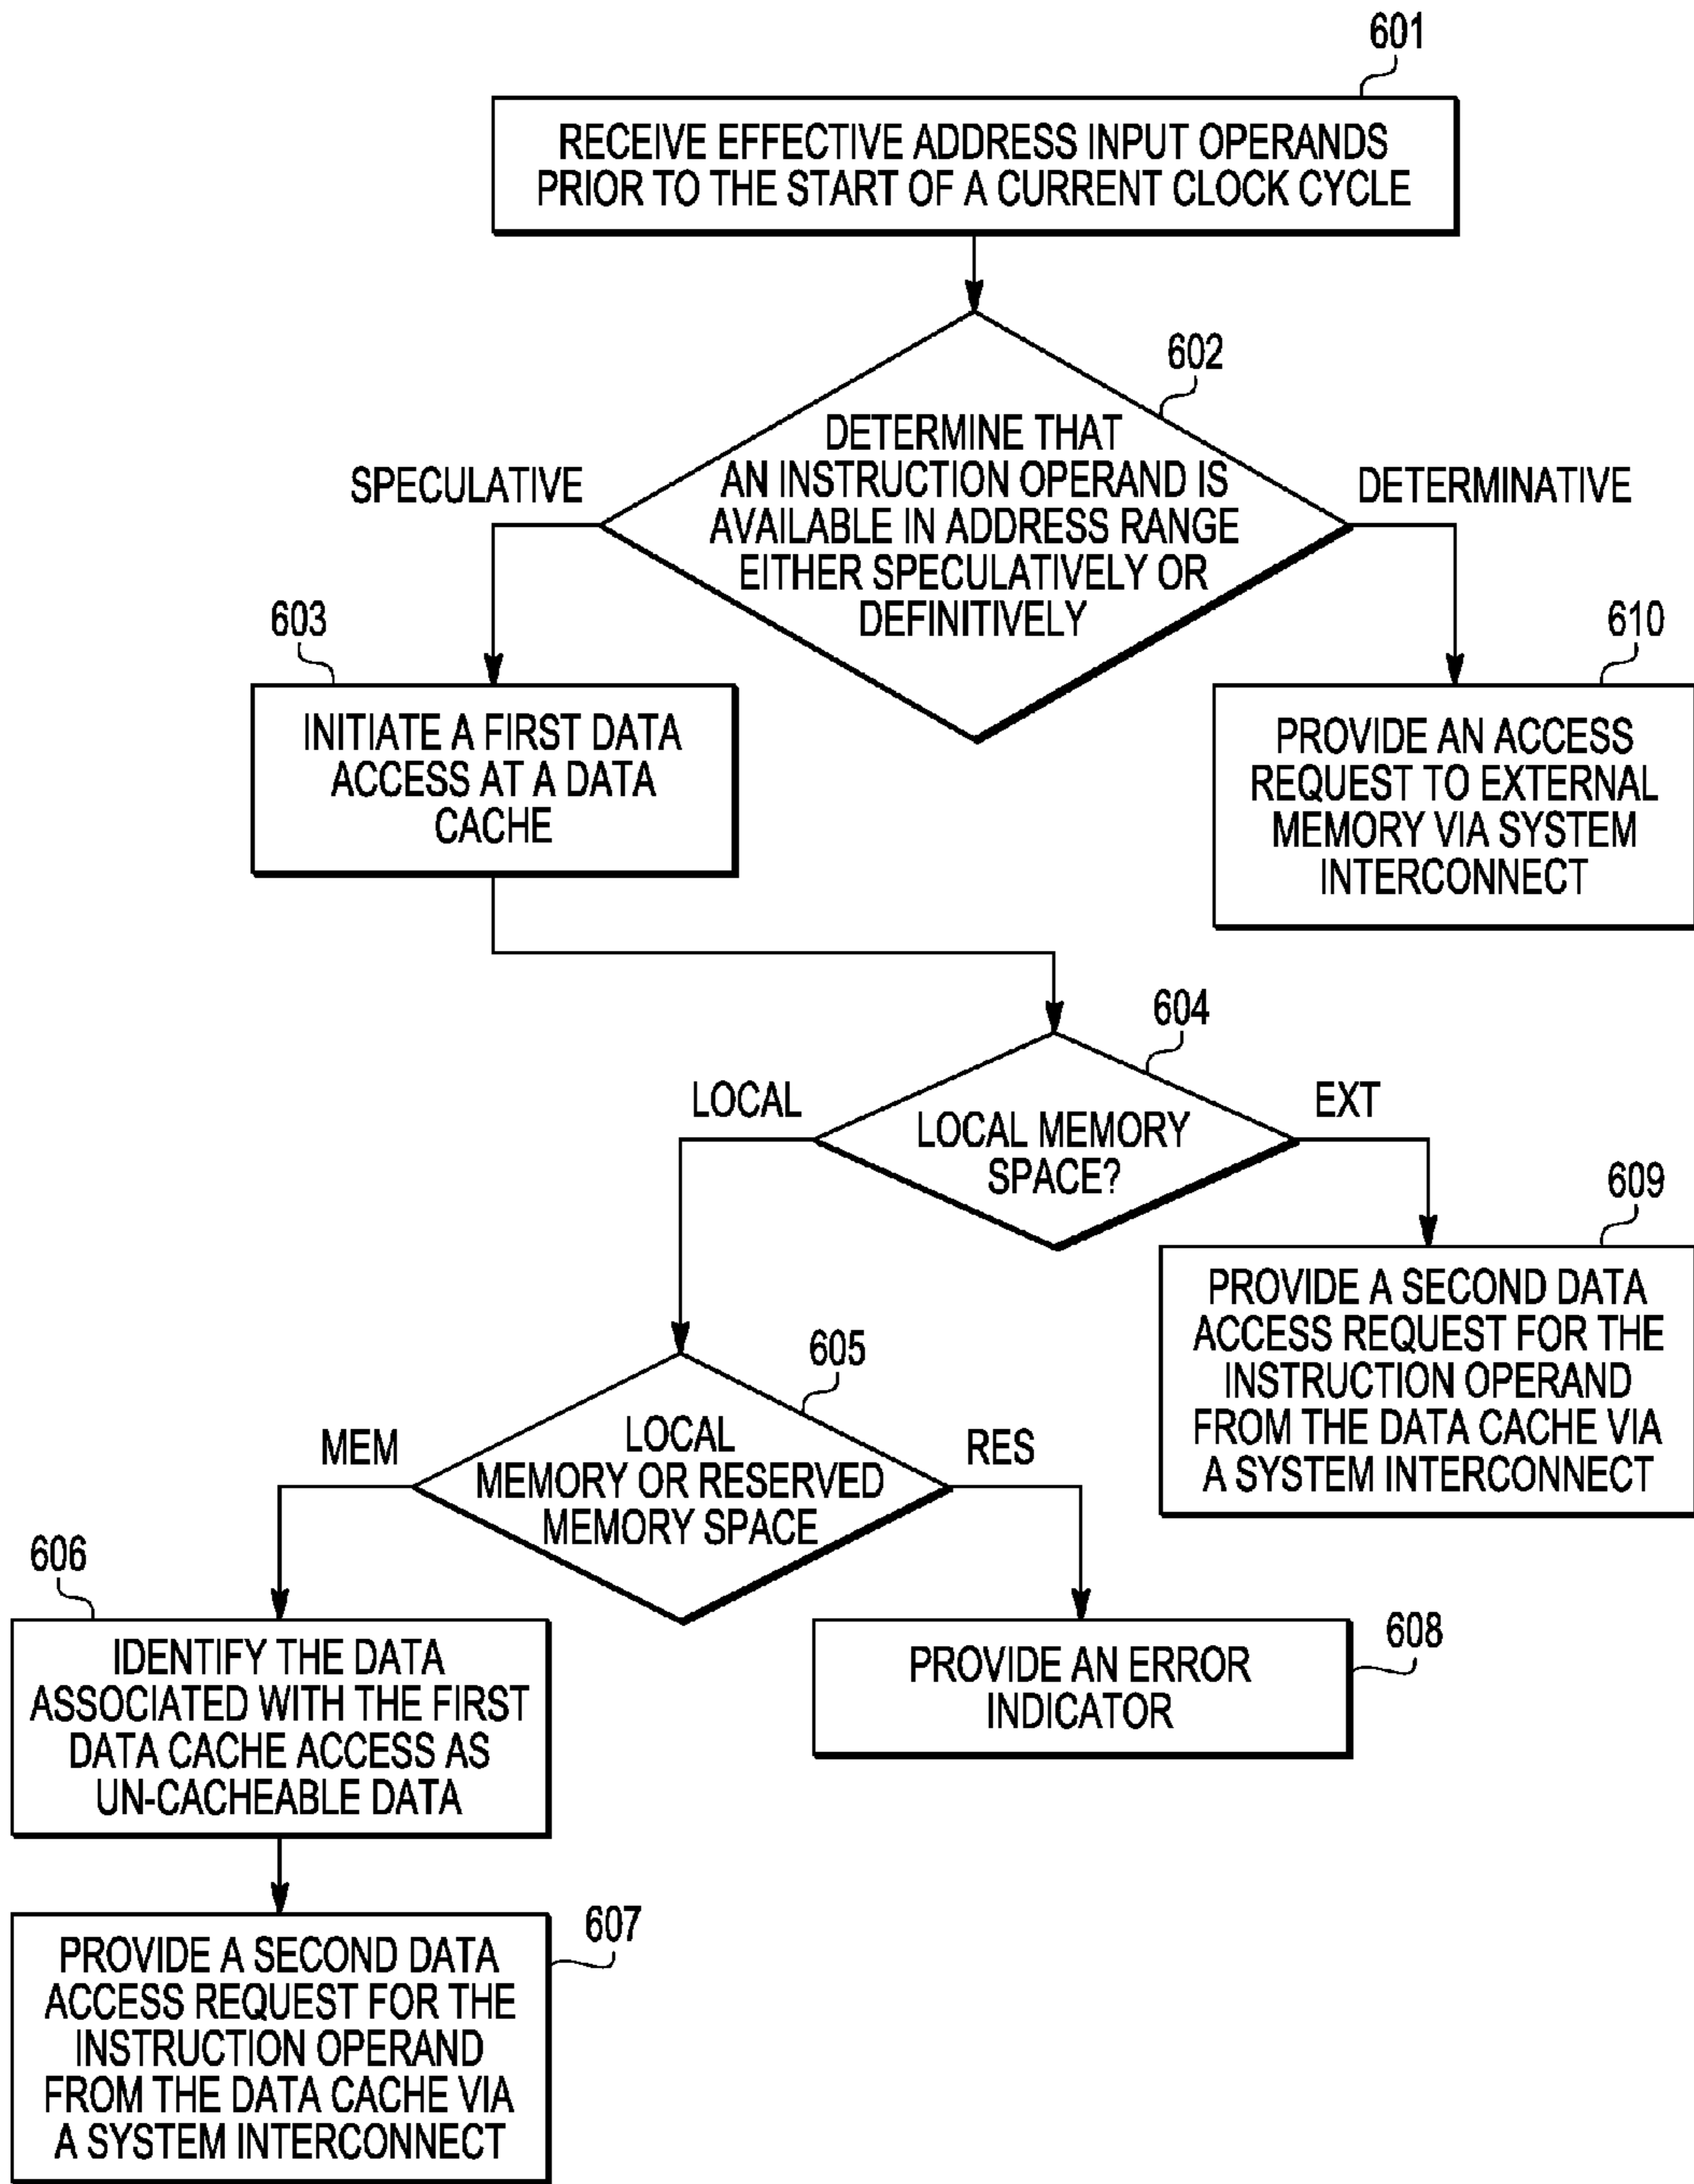 601
RECEIVE EFFECTIVE ADDRESS INPUT OPERANDS
PRIOR TO THE START OF A CURRENT CLOCK CYCLE
602
DETERMINE THAT
AN INSTRUCTION OPERAND IS
AVAILABLE IN ADDRESS RANGE
EITHER SPECULATIVELY OR
DEFINITIVELY
SPECULATIVE
DETERMINATIVE
603
INITIATE A FIRST DATA
ACCESS AT A DATA
CACHE
610
PROVIDE AN ACCESS
REQUEST TO EXTERNAL
MEMORY VIA SYSTEM
INTERCONNECT
604
LOCAL MEMORY
SPACE?
LOCAL
EXT
609
PROVIDE A SECOND DATA
ACCESS REQUEST FOR THE
INSTRUCTION OPERAND
FROM THE DATA CACHE VIA
A SYSTEM INTERCONNECT
605
LOCAL
MEMORY OR RESERVED
MEMORY SPACE
MEM
RES
606
IDENTIFY THE DATA
ASSOCIATED WITH THE FIRST
DATA CACHE ACCESS AS
UN-CACHEABLE DATA
608
PROVIDE AN ERROR
INDICATOR
607
PROVIDE A SECOND DATA
ACCESS REQUEST FOR THE
INSTRUCTION OPERAND
FROM THE DATA CACHE VIA
A SYSTEM INTERCONNECT